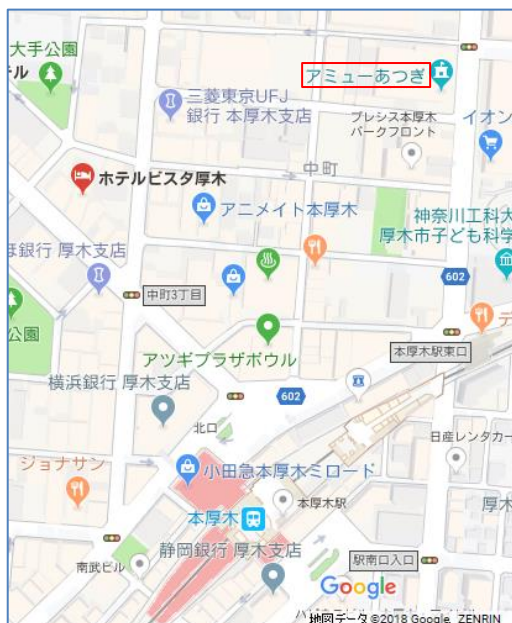 大手公園
ル
アミューあつぎ
三菱東京UFJ
銀行 本厚木支店
プレシス本厚木
パークフロント
イオン
中町
ホテルビスタ厚木
アニメイト本厚木
神奈川工科大
厚木市子ども科学
ほ銀行 厚木支店
602
中町3丁目
公園
デ
アツギプラザボウル
本厚木駅東口
横浜銀行 厚木支店
602
北口
日産レンタカー
ジョナサン
小田急本厚木ミロード
本厚木駅
厚木
本厚木
静岡銀行 厚木支店
南武ビル
駅南口入口
Google
地図データ ©2018 Google, ZENRIN